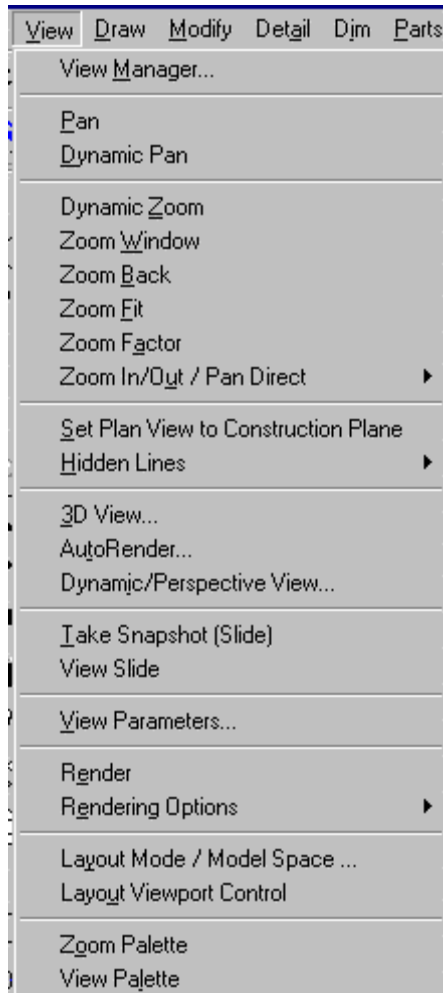 View Draw Modify Detail Dim Parts
View Manager...
Pan
Dynamic Pan
Dynamic Zoom
Zoom Window
Zoom Back
Zoom Fit
Zoom Factor
Zoom In/Out / Pan Direct
Set Plan View to Construction Plane
Hidden Lines
3D View...
AutoRender...
Dynamic/Perspective View...
Take Snapshot (Slide)
View Slide
View Parameters...
Render
Rendering Options
Layout Mode / Model Space ...
Layout Viewport Control
Zoom Palette
View Palette